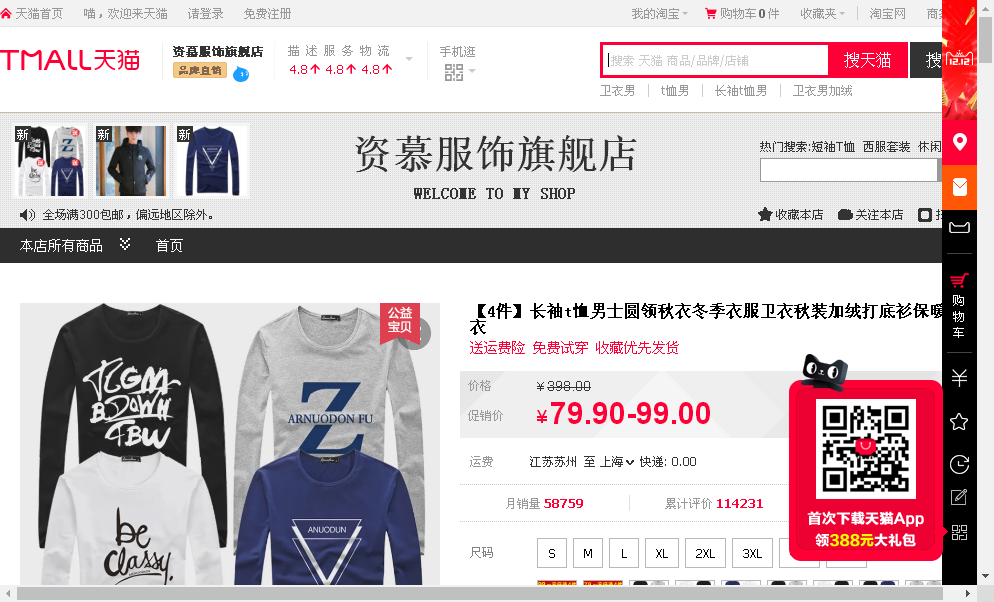 天猫首页 喵，欢迎来天猫 请登录 免费注册 我的淘宝 购物车0件 收藏夹 淘宝网
TMALL天猫
资慕服饰旗舰店
品牌直销
描 述 服 务 物 流
4.8 4.8 4.8
手机逛
搜索 天猫 商品/品牌/店铺
搜天猫
搜
卫衣男 t恤男 长袖t恤男 卫衣男加绒
12.12
新 新 新
资慕服饰旗舰店
WELCOME TO MY SHOP
热门搜索:短袖T恤 西服套装 休闲
全场满300包邮，偏远地区除外。
收藏本店 关注本店
本店所有商品 首页
公益
宝贝
ARNUODON FU
Z
be
Classy.
ANUODUN
【4件】长袖t恤男士圆领秋衣冬季衣服卫衣秋装加绒打底衫保暖
衣
送运费险 免费试穿 收藏优先发货
价格 ¥398.00
促销价 ¥79.90-99.00
运费 江苏苏州 至 上海 快递: 0.00
月销量 58759 累计评价 114231
尺码 S M L XL 2XL 3XL
首次下载天猫App
领388元大礼包
购
物
车